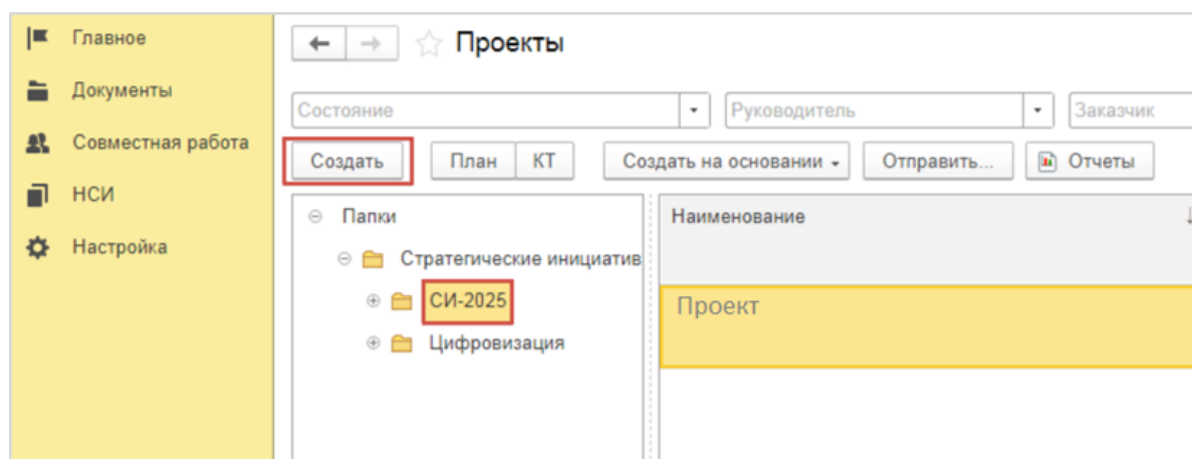 Главное
Документы
Совместная работа
НСИ
Настройка
Проекты
Состояние Руководитель Заказчик
Создать План КТ Создать на основании Отправить... Отчеты
Папки
Стратегические инициатив
СИ-2025
Цифровизация
Наименование
Проект